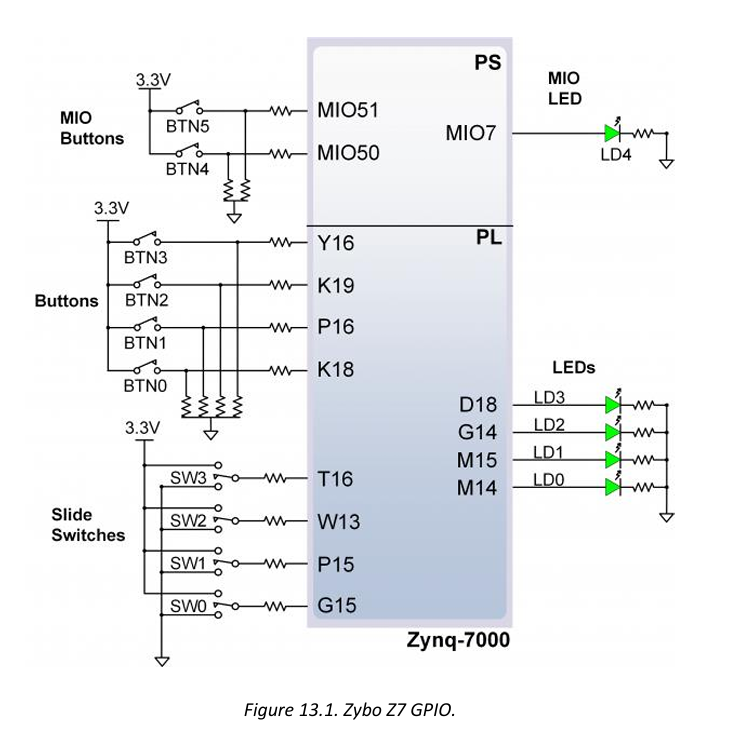 PS
MIO
LED
3.3V
MIO
Buttons
BTN5
MIO51
BTN4
MIO50
MIO7
LD4
3.3V
PL
BTN3
Y16
Buttons
BTN2
K19
BTN1
P16
BTN0
K18
LEDs
D18
LD3
G14
LD2
M15
LD1
M14
LD0
3.3V
Slide
Switches
SW3
T16
SW2
W13
SW1
P15
SW0
G15
Zynq-7000
Figure 13.1. Zybo Z7 GPIO.